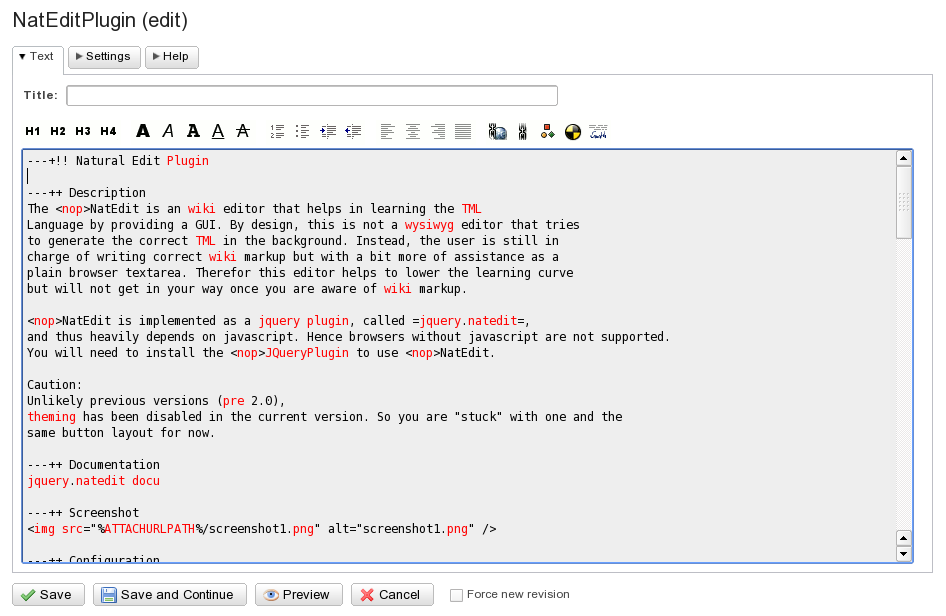 NatEditPlugin (edit)
Text Settings Help
Title:
H1 H2 H3 H4 A A A A A
---+!! Natural Edit Plugin
---++ Description
The <nop>NatEdit is an wiki editor that helps in learning the TML
Language by providing a GUI. By design, this is not a wysiwyg editor that tries
to generate the correct TML in the background. Instead, the user is still in
charge of writing correct wiki markup but with a bit more of assistance as a
plain browser textarea. Therefor this editor helps to lower the learning curve
but will not get in your way once you are aware of wiki markup.
<nop>NatEdit is implemented as a jquery plugin, called =jquery.natedit=,
and thus heavily depends on javascript. Hence browsers without javascript are not supported.
You will need to install the <nop>JQueryPlugin to use <nop>NatEdit.
Caution:
Unlikely previous versions (pre 2.0),
theming has been disabled in the current version. So you are "stuck" with one and the
same button layout for now.
---++ Documentation
jquery.natedit docu
---++ Screenshot
<img src="%ATTACHURLPATH%/screenshot1.png" alt="screenshot1.png" />
---++ Configuration
Save Save and Continue Preview Cancel Force new revision